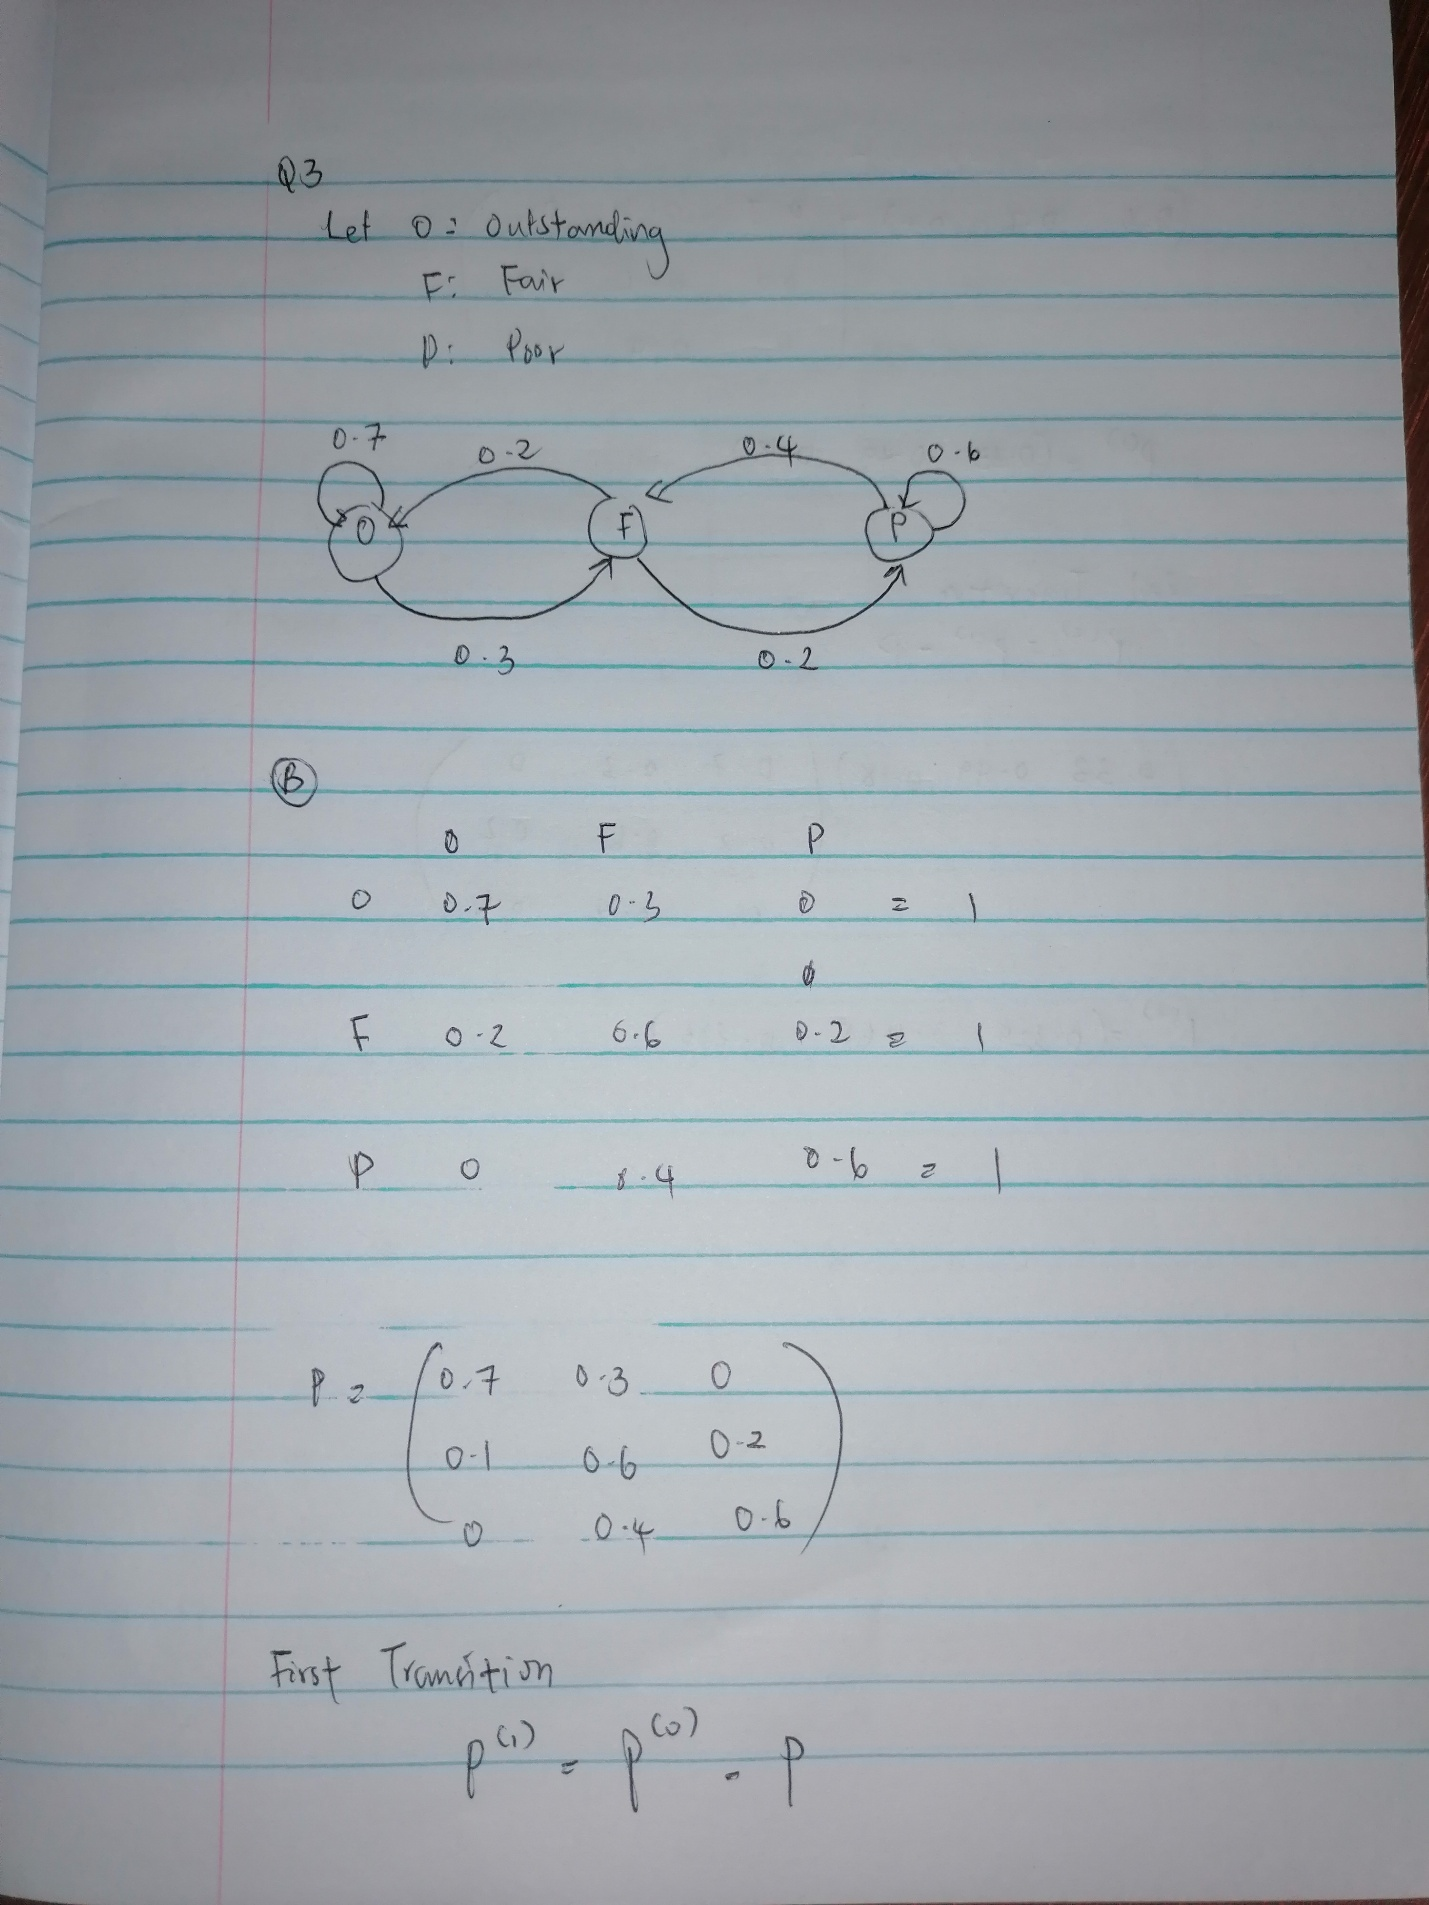 Q3
Let O: Outstanding
F: Fair
P: Poor
0.7 0.2 0.4 0.6
O F P
0.3 0.2
B
O F P
O 0.7 0.3 0 = 1
F 0.2 0.6 0.2 = 1
P 0 0.4 0.6 = 1
P = 0.7 0.3 0
0.1 0.6 0.2
0 0.4 0.6
First Transition
P(1) = P(0) . P